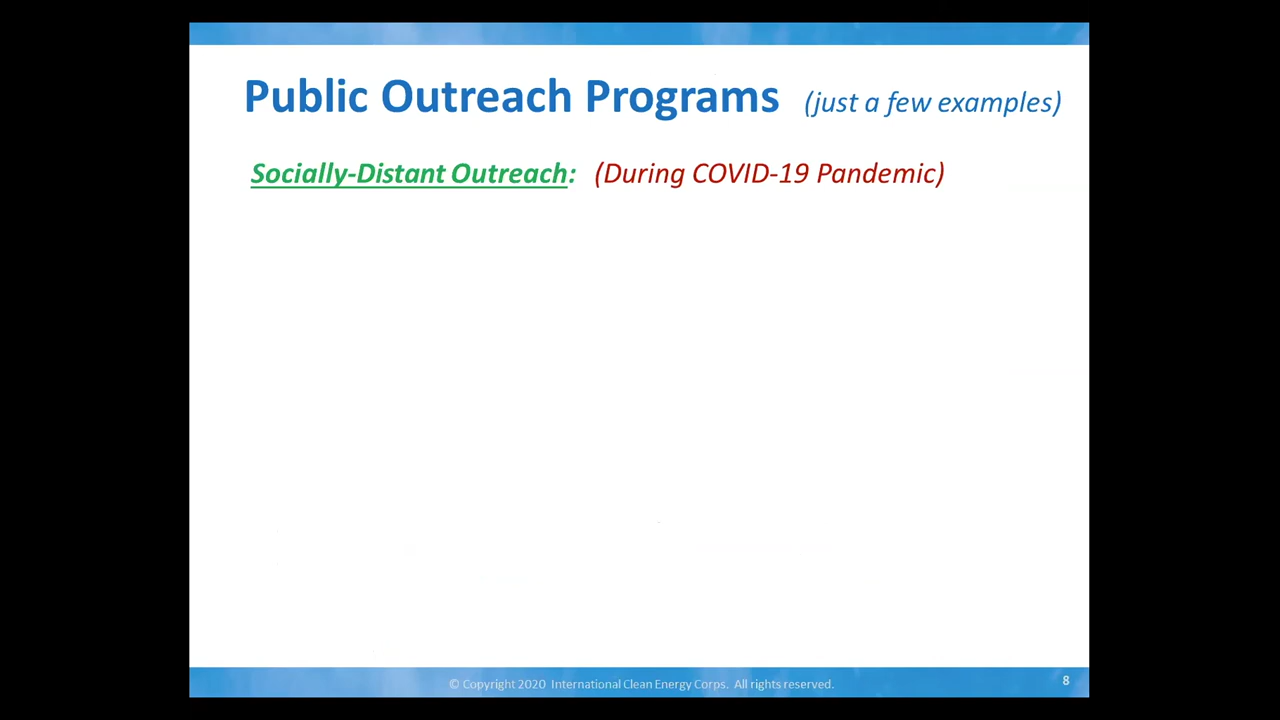 Public Outreach Programs (just a few examples)
Socially-Distant Outreach: (During COVID-19 Pandemic)
© Copyright 2020 International Clean Energy Corps. All rights reserved.
8